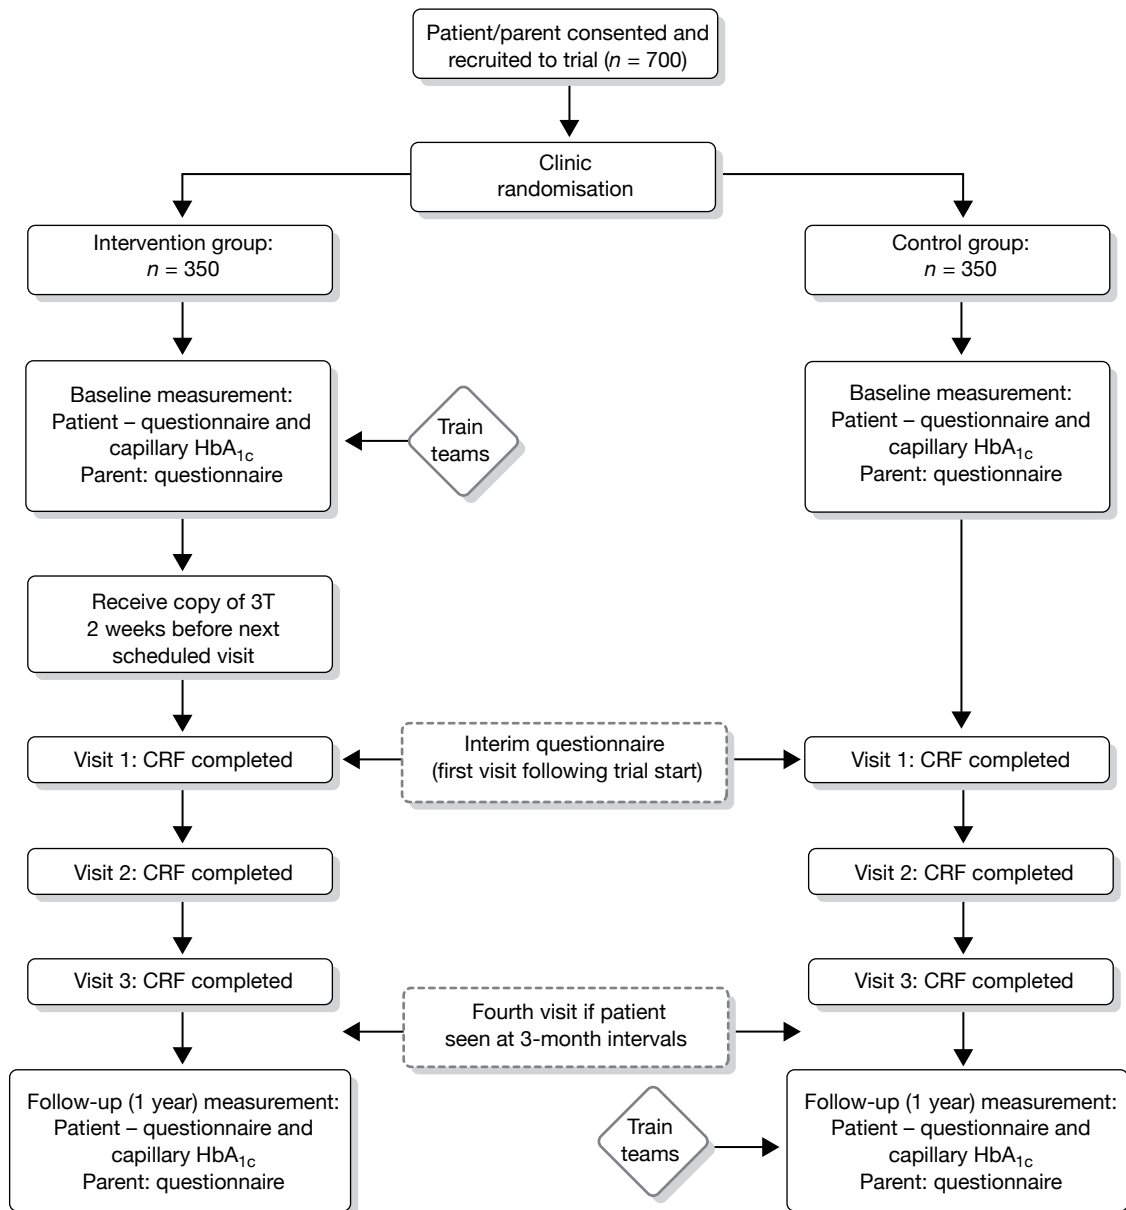 Patient/parent consented and
recruited to trial (n = 700)
Clinic
randomisation
Intervention group:
n = 350
Control group:
n = 350
Baseline measurement:
Patient – questionnaire and
capillary HbA1c
Parent: questionnaire
Train
teams
Baseline measurement:
Patient – questionnaire and
capillary HbA1c
Parent: questionnaire
Receive copy of 3T
2 weeks before next
scheduled visit
Visit 1: CRF completed
Interim questionnaire
(first visit following trial start)
Visit 1: CRF completed
Visit 2: CRF completed
Visit 2: CRF completed
Visit 3: CRF completed
Visit 3: CRF completed
Fourth visit if patient
seen at 3-month intervals
Follow-up (1 year) measurement:
Patient – questionnaire and
capillary HbA1c
Parent: questionnaire
Train
teams
Follow-up (1 year) measurement:
Patient – questionnaire and
capillary HbA1c
Parent: questionnaire